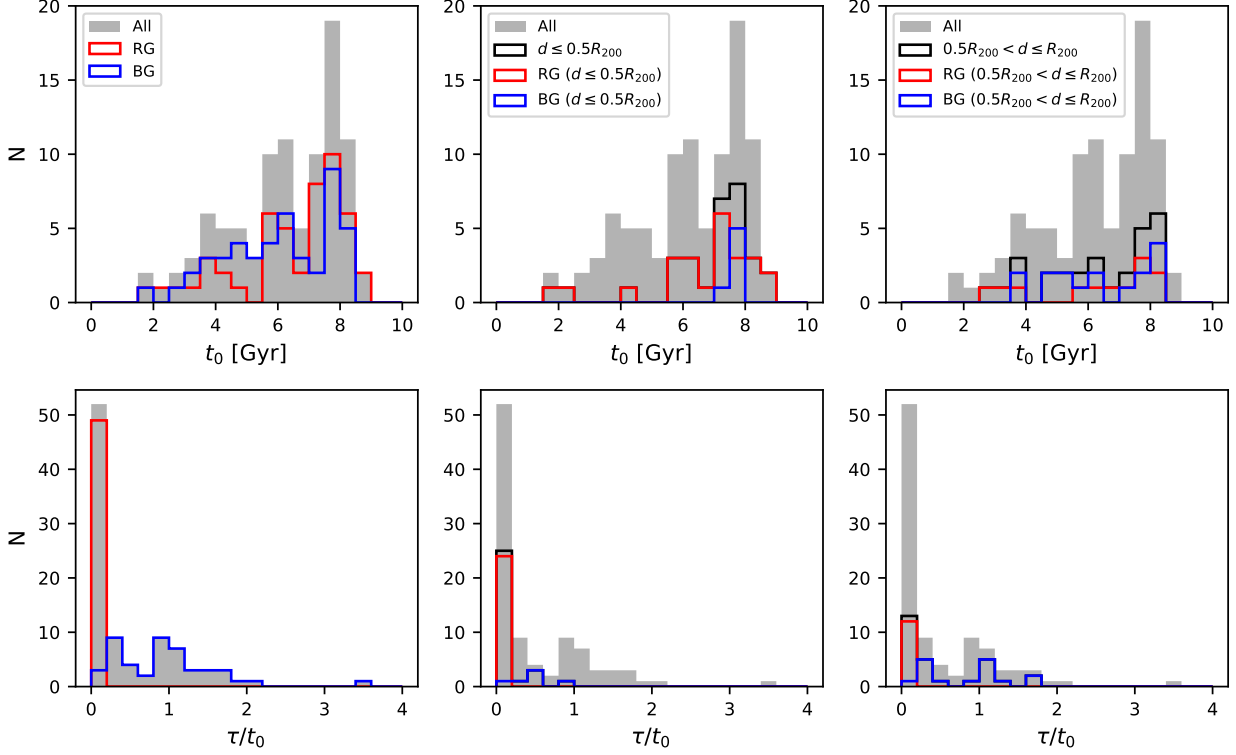 20
15
10
5
0
N
All
RG
BG
0 2 4 6 8 10
t₀ [Gyr]
20
15
10
5
0
All
d ≤ 0.5R₂₀₀
RG (d ≤ 0.5R₂₀₀)
BG (d ≤ 0.5R₂₀₀)
0 2 4 6 8 10
t₀ [Gyr]
20
15
10
5
0
All
0.5R₂₀₀ < d ≤ R₂₀₀
RG (0.5R₂₀₀ < d ≤ R₂₀₀)
BG (0.5R₂₀₀ < d ≤ R₂₀₀)
0 2 4 6 8 10
t₀ [Gyr]
50
40
30
20
10
0
N
0 1 2 3 4
τ/t₀
50
40
30
20
10
0
0 1 2 3 4
τ/t₀
50
40
30
20
10
0
0 1 2 3 4
τ/t₀